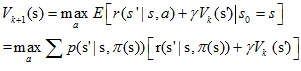 V_{k+1}(s) = max_a E[r(s'|s,a) + γV_k(s')|s_0 = s]
= max_a ∑ p(s'|s,π(s)) [r(s'|s,π(s)) + γV_k (s')]